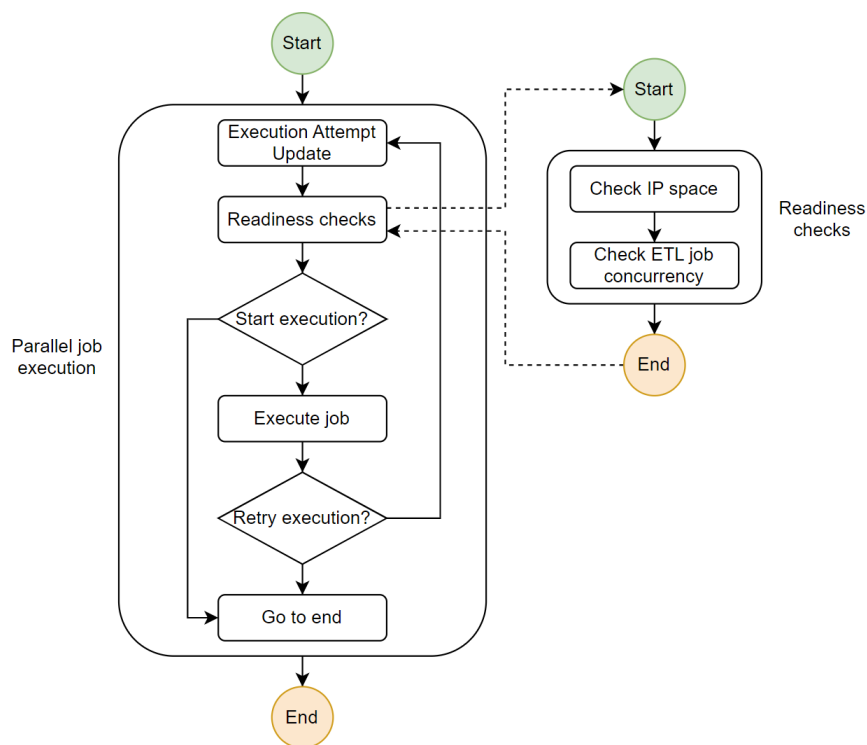 Start
Execution Attempt
Update
Readiness checks
Start execution?
Parallel job
execution
Execute job
Retry execution?
Go to end
End
Start
Check IP space
Check ETL job
concurrency
Readiness
checks
End